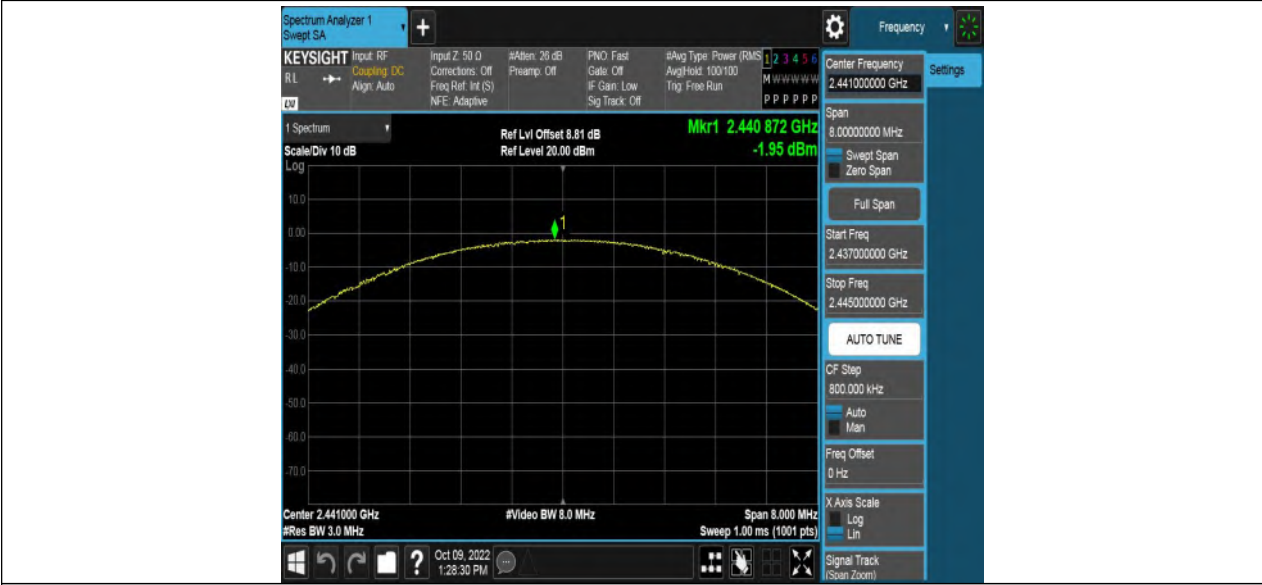 Spectrum Analyzer 1
Swept SA
+
Frequency
KEYSIGHT
RL
LXI
Input: RF
Coupling: DC
Align: Auto
Input Z: 50 Ω
Corrections: Off
Freq Ref: Int (S)
NFE: Adaptive
#Atten: 26 dB
Preamp: Off
PNO: Fast
Gate: Off
IF Gain: Low
Sig Track: Off
#Avg Type: Power (RMS
Avg|Hold: 100/100
Trig: Free Run
1 2 3 4 5 6
M W W W W W
P P P P P P
1 Spectrum
Scale/Div 10 dB
Log
Ref Lvl Offset 8.81 dB
Ref Level 20.00 dBm
Mkr1 2.440 872 GHz
-1.95 dBm
10.0
0.00
-10.0
-20.0
-30.0
-40.0
-50.0
-60.0
-70.0
1
Center 2.441000 GHz
#Res BW 3.0 MHz
#Video BW 8.0 MHz
Span 8.000 MHz
Sweep 1.00 ms (1001 pts)
?
Oct 09, 2022
1:28:30 PM
Center Frequency
2.441000000 GHz
Settings
Span
8.00000000 MHz
Swept Span
Zero Span
Full Span
Start Freq
2.437000000 GHz
Stop Freq
2.445000000 GHz
AUTO TUNE
CF Step
800.000 kHz
Auto
Man
Freq Offset
0 Hz
X Axis Scale
Log
Lin
Signal Track
(Span Zoom)